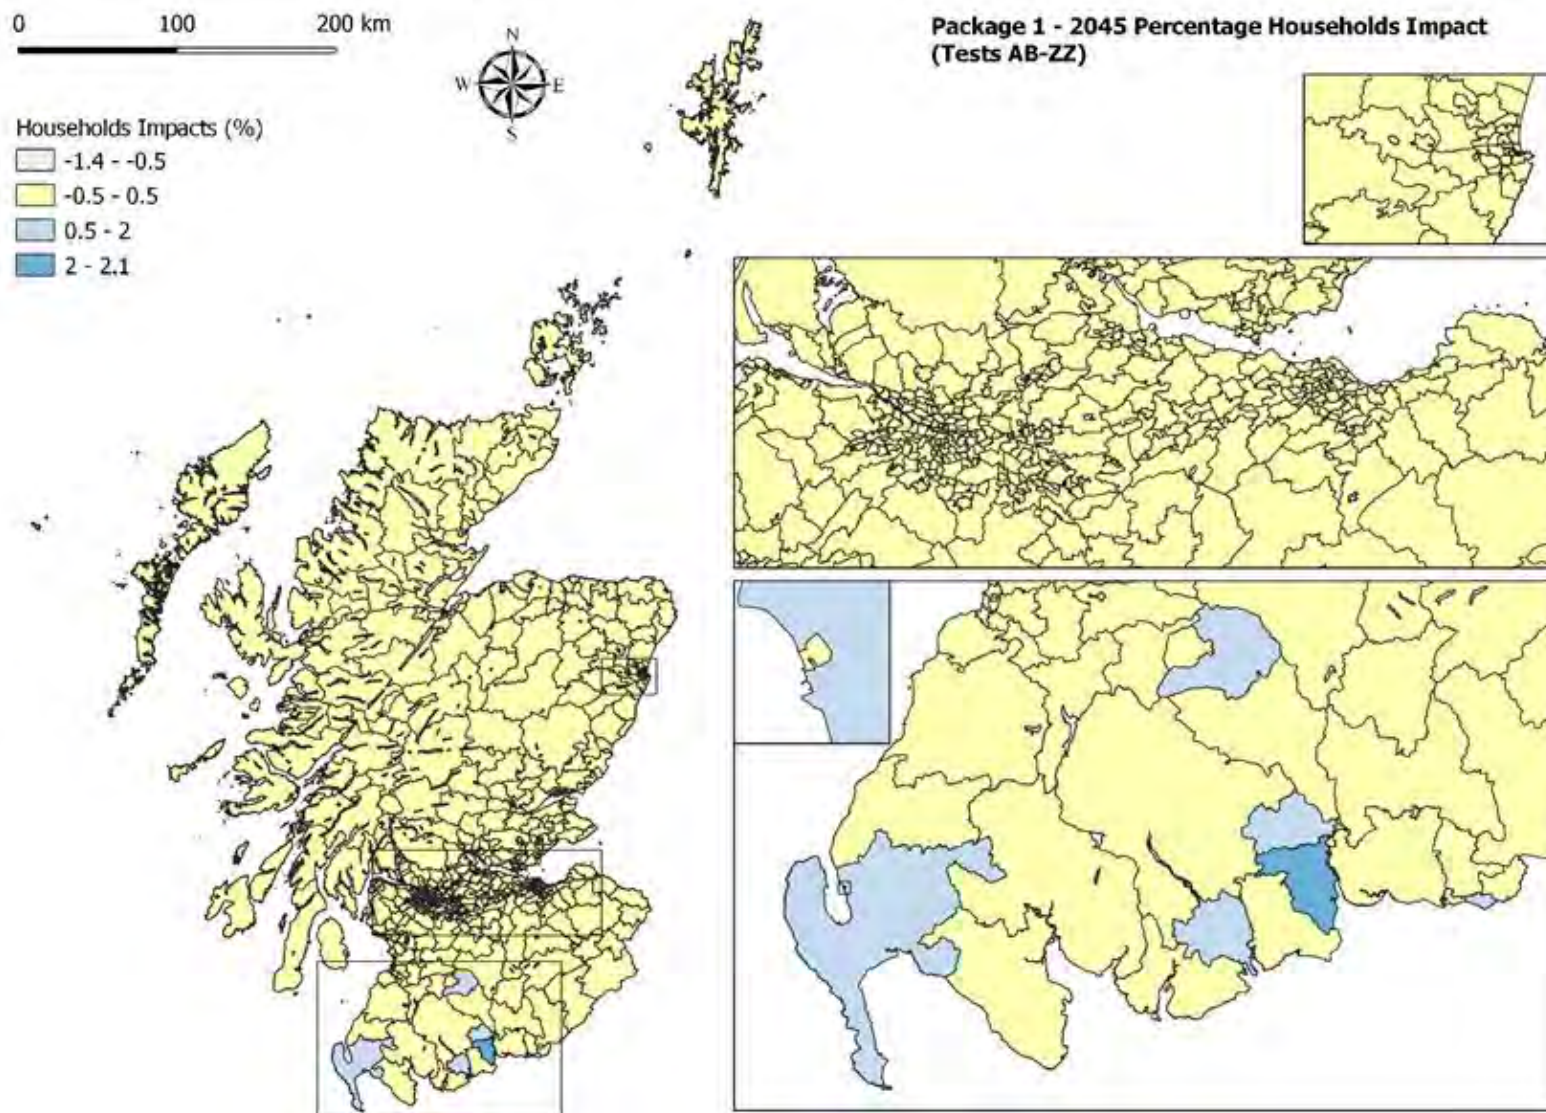 0 100 200 km
Package 1 - 2045 Percentage Households Impact
(Tests AB-ZZ)
N
W E
S
Households Impacts (%)
-1.4 - -0.5
-0.5 - 0.5
0.5 - 2
2 - 2.1